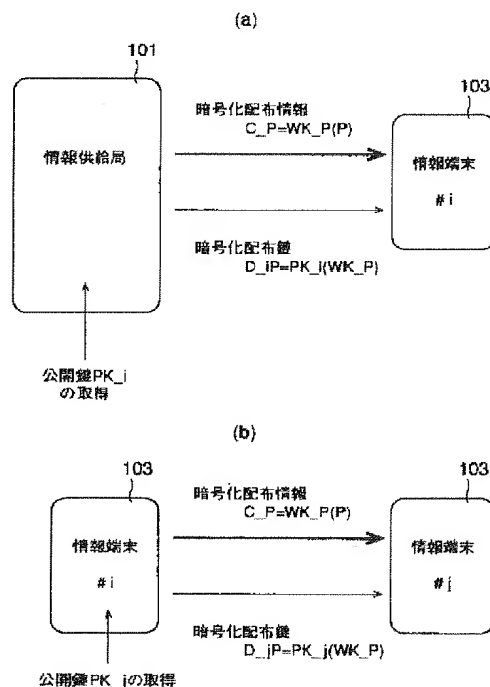 (a)
101
情報供給局
暗号化配布情報
C_P=WK_P(P)
103
情報端末
#i
暗号化配布鍵
D_iP=PK_i(WK_P)
公開鍵PK_i
の取得
(b)
103
情報端末
#i
暗号化配布情報
C_P=WK_P(P)
103
情報端末
#j
暗号化配布鍵
D_jP=PK_j(WK_P)
公開鍵PK_jの取得